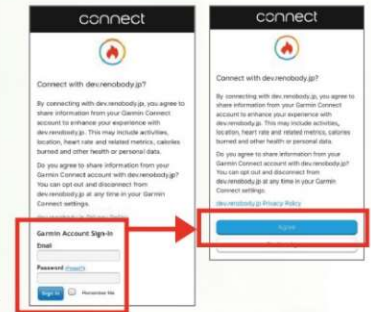 connect
Connect with dev.renobody.jp?
By connecting with dev.renobody.jp, you agree to
share information from your Garmin Connect
account to enhance your experience with
dev.renobody.jp. This may include activities,
location, heart rate and related metrics, calories
burned and other health or personal data.
Do you agree to share information from your
Garmin Connect account with dev.renobody.jp?
You can opt out and disconnect from
dev.renobody.jp at any time in your Garmin
Connect settings.
dev.renobody.jp Privacy Policy
Garmin Account Sign-In
Email
Password (Forgot?)
Sign In
Remember Me
connect
Connect with dev.renobody.jp?
By connecting with dev.renobody.jp, you agree to
share information from your Garmin Connect
account to enhance your experience with
dev.renobody.jp. This may include activities,
location, heart rate and related metrics, calories
burned and other health or personal data.
Do you agree to share information from your
Garmin Connect account with dev.renobody.jp?
You can opt out and disconnect from
dev.renobody.jp at any time in your Garmin
Connect settings.
dev.renobody.jp Privacy Policy
Agree